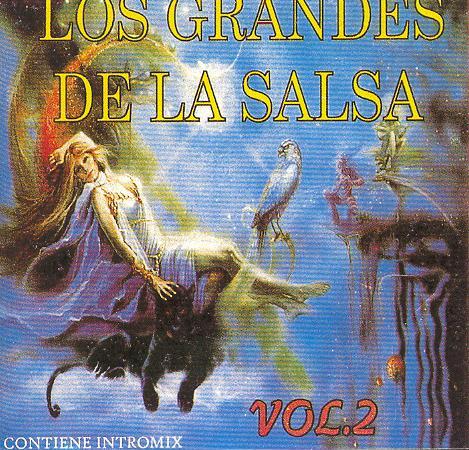 LOS GRANDES
DE LA SALSA
VOL.2
CONTIENE INTROMIX